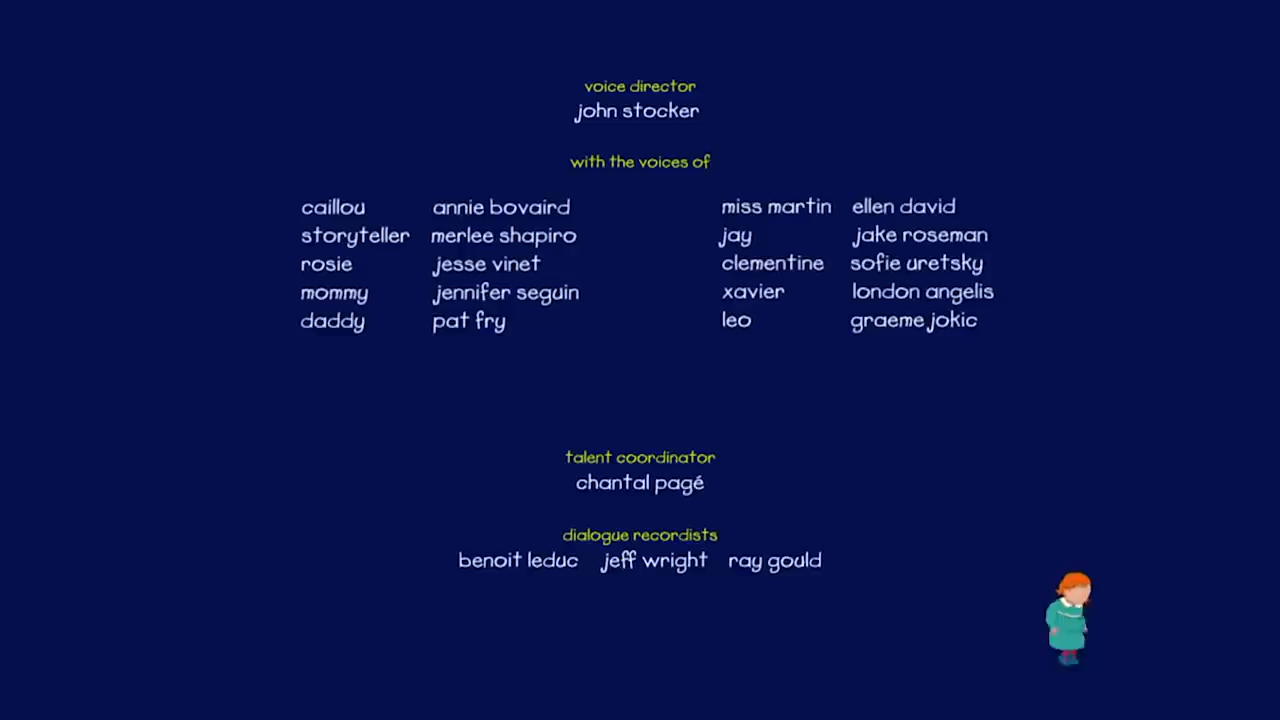 voice director
john stocker
with the voices of
caillou annie bovaird miss martin ellen david
storyteller merlee shapiro jay jake roseman
rosie jesse vinet clementine sofie uretsky
mommy jennifer seguin xavier london angelis
daddy pat fry leo graeme jokic
talent coordinator
chantal pagé
dialogue recordists
benoit leduc jeff wright ray gould